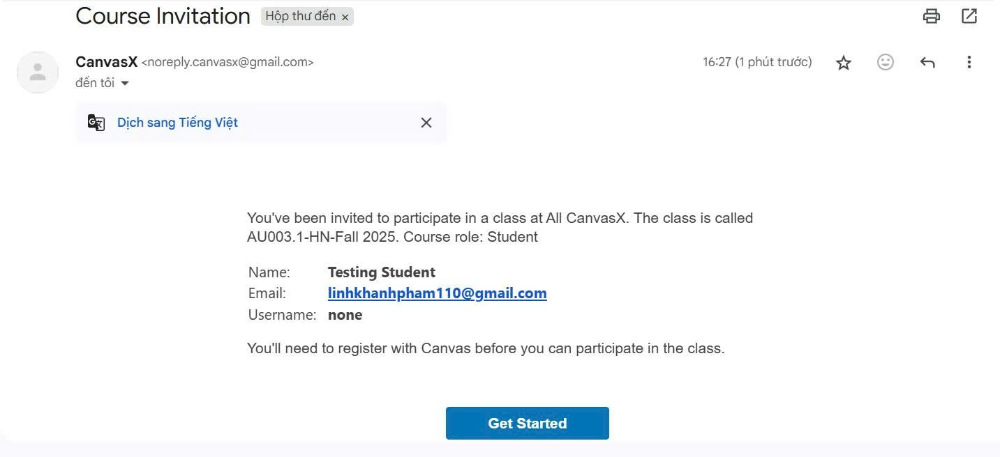 Course Invitation Hộp thư đến ×
CanvasX <noreply.canvasx@gmail.com> 16:27 (1 phút trước)
đến tôi
Dịch sang Tiếng Việt
You've been invited to participate in a class at All CanvasX. The class is called
AU003.1-HN-Fall 2025. Course role: Student
Name: Testing Student
Email: linhkhanhpham110@gmail.com
Username: none
You'll need to register with Canvas before you can participate in the class.
Get Started